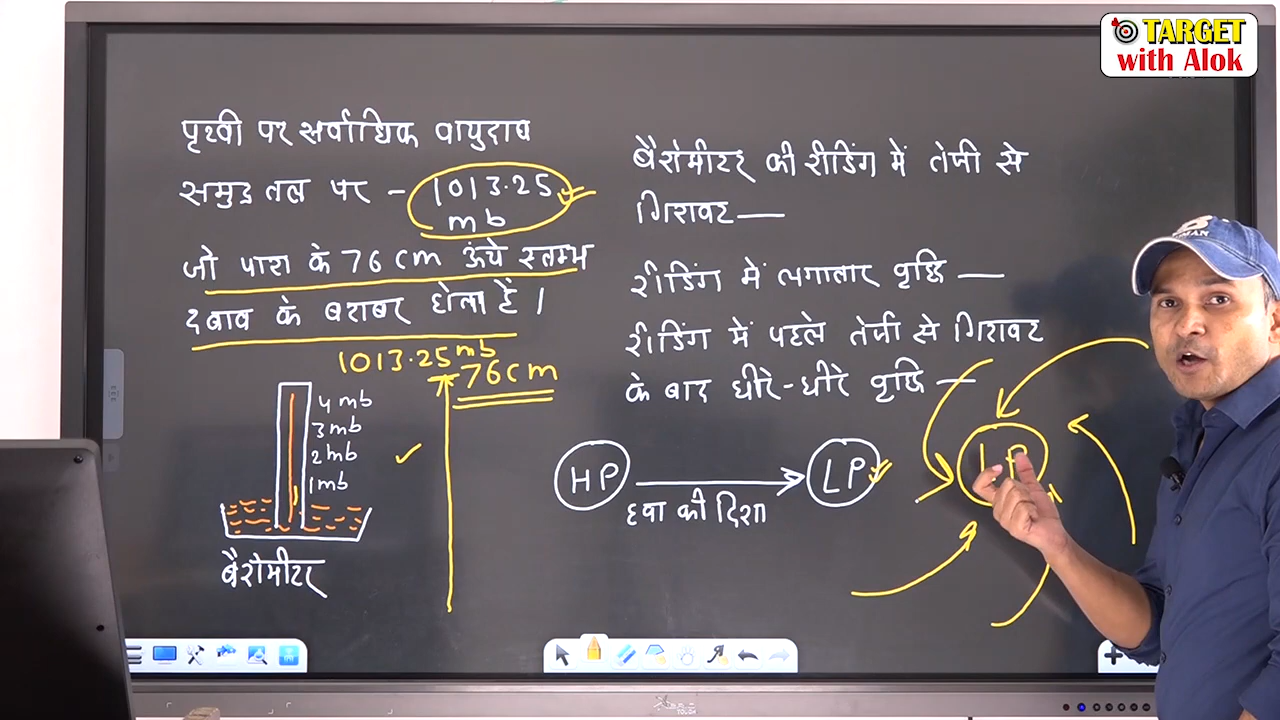 TARGET
with Alok
पृथ्वी पर सर्वाधिक वायुदाब
समुद्र तल पर - 1013.25
mb
जो पारा के 76 cm ऊंचे स्तम्भ
दबाव के बराबर होता है ।
1013.25 mb
76 cm
4 mb
3 mb
2 mb
1 mb
बैरोमीटर
बैरोमीटर की रीडिंग में तेजी से
गिरावट —
रीडिंग में लगातार वृद्धि —
रीडिंग में पहले तेजी से गिरावट
के बाद धीरे-धीरे वृद्धि —
HP
LP
हवा की दिशा
LP